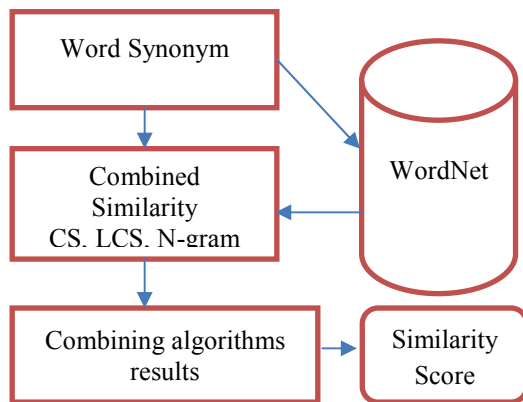 Word Synonym
WordNet
Combined
Similarity
CS, LCS, N-gram
Combining algorithms
results
Similarity
Score